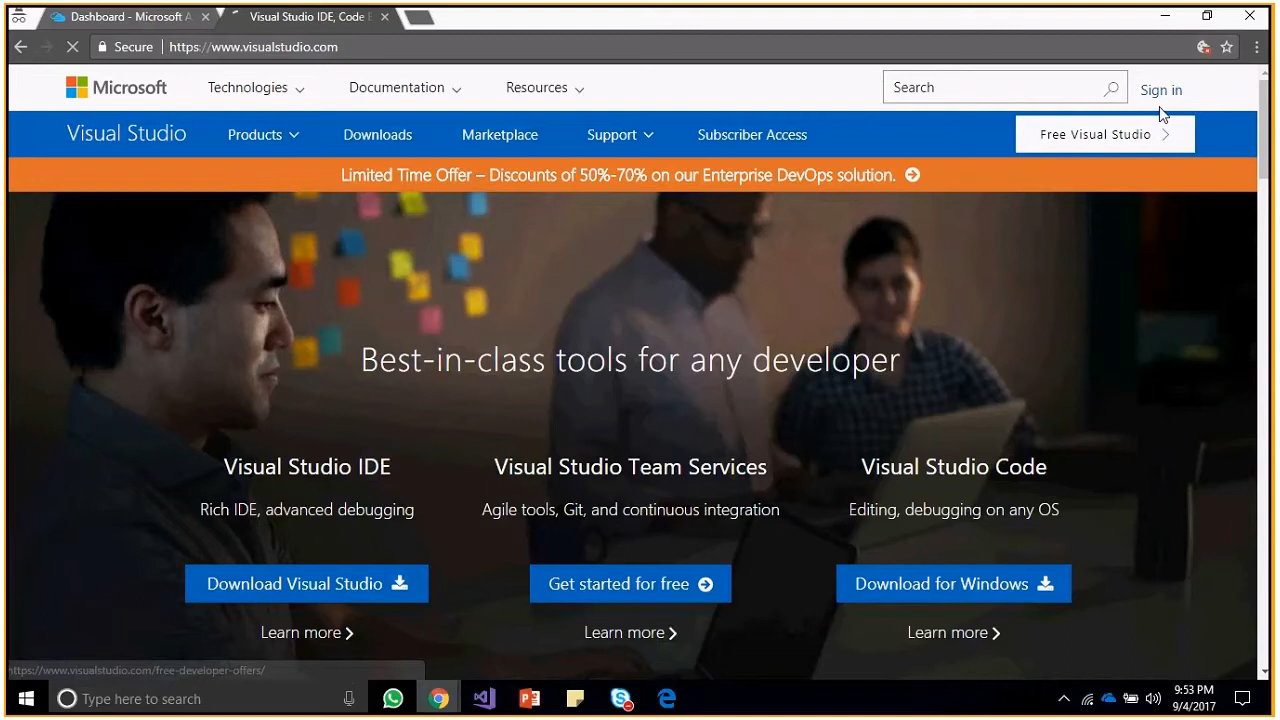 Dashboard - Microsoft A
Visual Studio IDE, Code E
Secure
https://www.visualstudio.com
Microsoft
Technologies
Documentation
Resources
Search
Sign in
Visual Studio
Products
Downloads
Marketplace
Support
Subscriber Access
Free Visual Studio
Limited Time Offer – Discounts of 50%-70% on our Enterprise DevOps solution.
Best-in-class tools for any developer
Visual Studio IDE
Visual Studio Team Services
Visual Studio Code
Rich IDE, advanced debugging
Agile tools, Git, and continuous integration
Editing, debugging on any OS
Download Visual Studio
Get started for free
Download for Windows
Learn more
Learn more
Learn more
https://www.visualstudio.com/free-developer-offers/
Type here to search
9:53 PM
9/4/2017